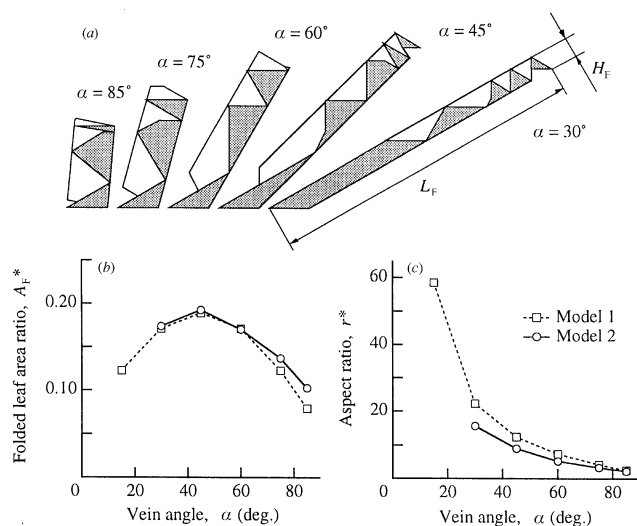 (a)
α = 85°
α = 75°
α = 60°
α = 45°
α = 30°
H_F
L_F
(b)
Folded leaf area ratio, A_F*
0.20
0.10
0 20 40 60 80
Vein angle, α (deg.)
(c)
Aspect ratio, r*
60
40
20
Model 1
Model 2
0 20 40 60 80
Vein angle, α (deg.)